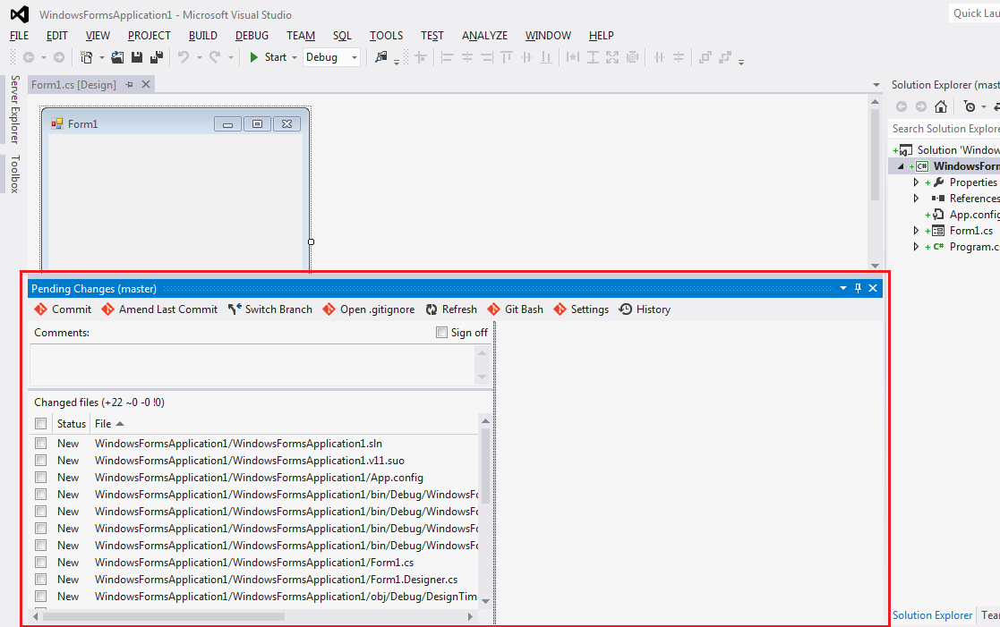 WindowsFormsApplication1 - Microsoft Visual Studio
Quick Lau
FILE EDIT VIEW PROJECT BUILD DEBUG TEAM SQL TOOLS TEST ANALYZE WINDOW HELP
Start Debug
Server Explorer
Toolbox
Form1.cs [Design]
Form1
Solution Explorer (mast
Search Solution Explore
Solution 'Window
C# WindowsForm
Properties
References
App.config
Form1.cs
C# Program.c
Pending Changes (master)
Commit Amend Last Commit Switch Branch Open .gitignore Refresh Git Bash Settings History
Comments: Sign off
Changed files (+22 ~0 -0 !0)
Status File
New WindowsFormsApplication1/WindowsFormsApplication1.sln
New WindowsFormsApplication1/WindowsFormsApplication1.v11.suo
New WindowsFormsApplication1/WindowsFormsApplication1/App.config
New WindowsFormsApplication1/WindowsFormsApplication1/bin/Debug/WindowsFo
New WindowsFormsApplication1/WindowsFormsApplication1/bin/Debug/WindowsFo
New WindowsFormsApplication1/WindowsFormsApplication1/bin/Debug/WindowsFo
New WindowsFormsApplication1/WindowsFormsApplication1/bin/Debug/WindowsFo
New WindowsFormsApplication1/WindowsFormsApplication1/Form1.cs
New WindowsFormsApplication1/WindowsFormsApplication1/Form1.Designer.cs
New WindowsFormsApplication1/WindowsFormsApplication1/obj/Debug/DesignTime
Solution Explorer Tea